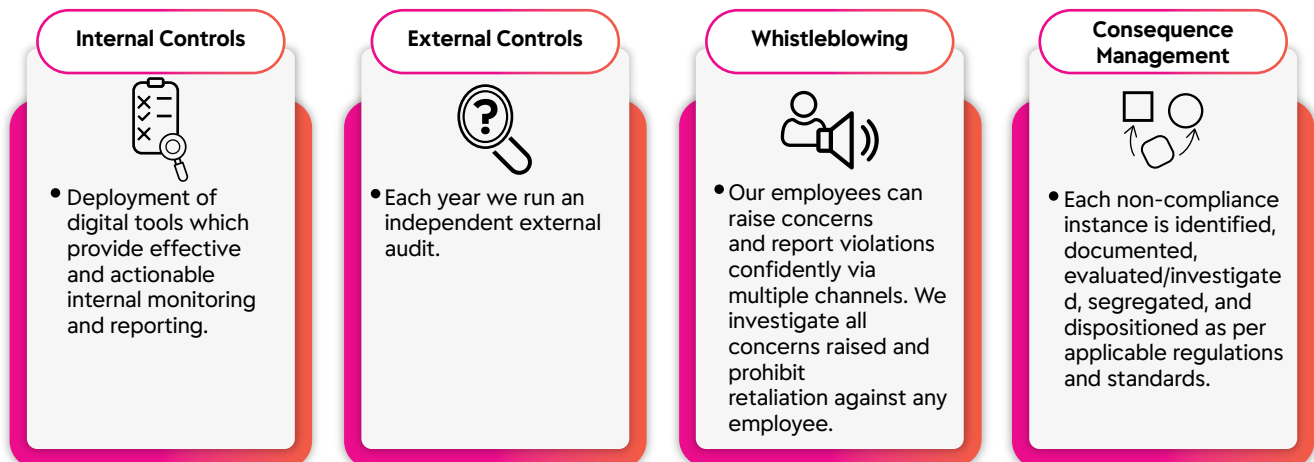 Internal Controls
Deployment of
digital tools which
provide effective
and actionable
internal monitoring
and reporting.
External Controls
?
Each year we run an
independent external
audit.
Whistleblowing
Our employees can
raise concerns
and report violations
confidently via
multiple channels. We
investigate all
concerns raised and
prohibit
retaliation against any
employee.
Consequence
Management
Each non-compliance
instance is identified,
documented,
evaluated/investigate
d, segregated, and
dispositioned as per
applicable regulations
and standards.